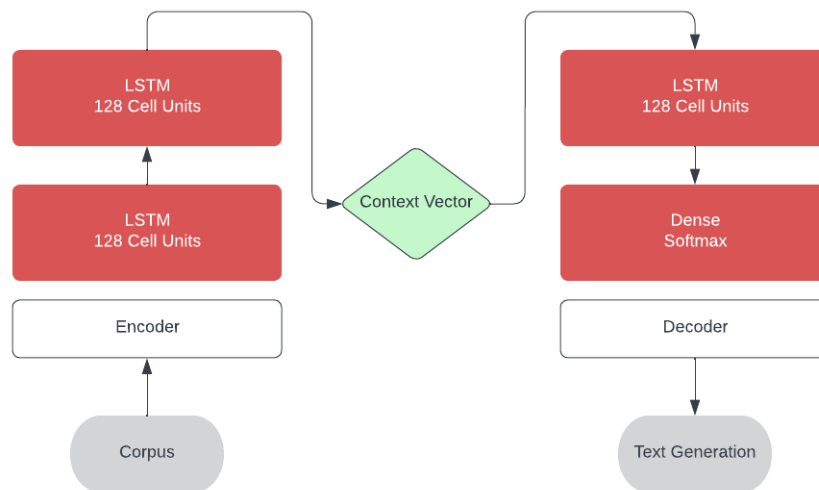 LSTM
128 Cell Units
LSTM
128 Cell Units
Encoder
Corpus
Context Vector
LSTM
128 Cell Units
Dense
Softmax
Decoder
Text Generation